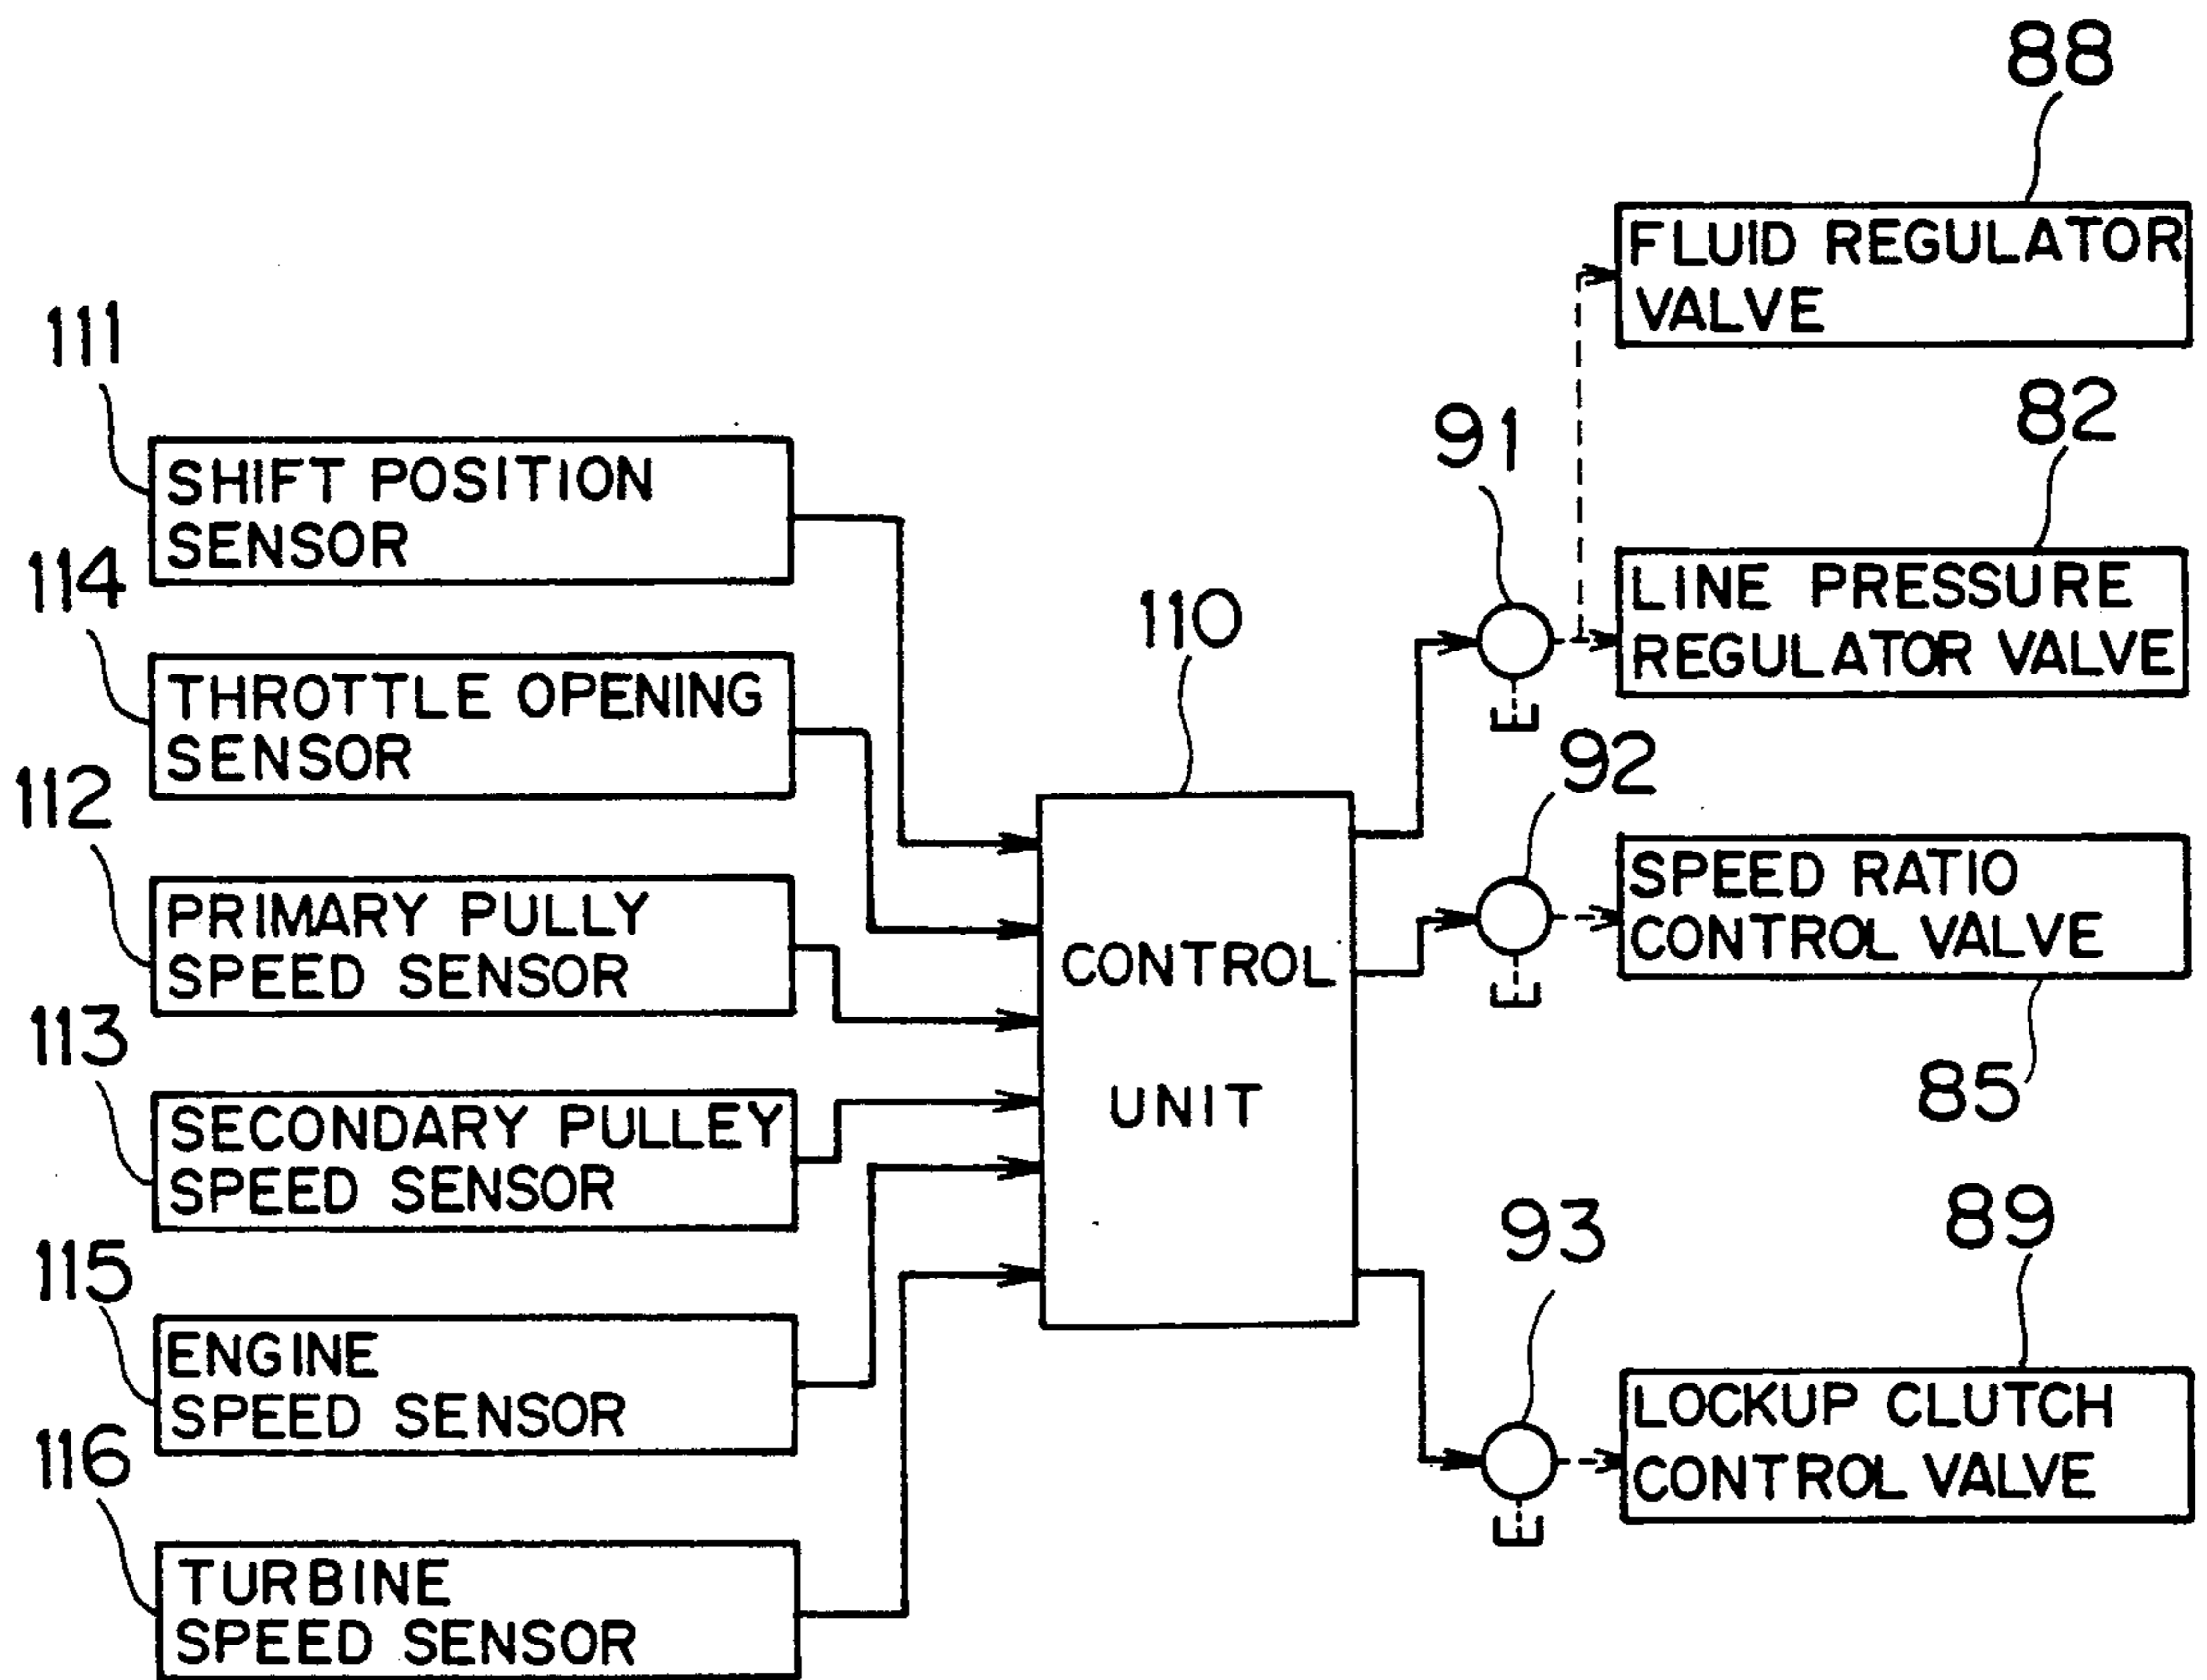 88
FLUID REGULATOR
VALVE
111
SHIFT POSITION
SENSOR
82
91
LINE PRESSURE
REGULATOR VALVE
114
THROTTLE OPENING
SENSOR
110
92
112
PRIMARY PULLY
SPEED SENSOR
CONTROL
UNIT
SPEED RATIO
CONTROL VALVE
85
113
SECONDARY PULLEY
SPEED SENSOR
93
89
115
ENGINE
SPEED SENSOR
LOCKUP CLUTCH
CONTROL VALVE
116
TURBINE
SPEED SENSOR